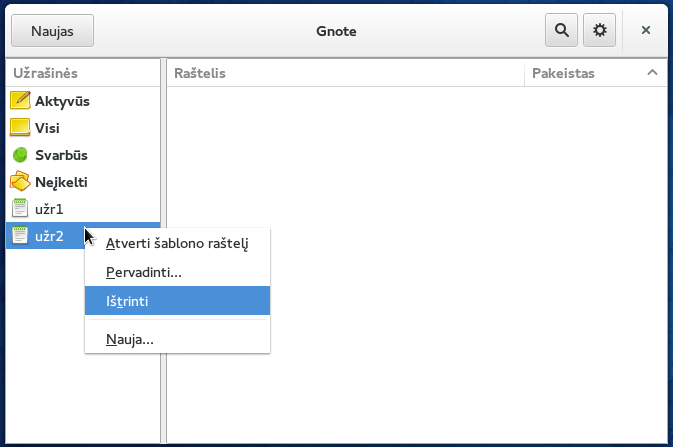 Naujas
Gnote
Užrašinės
Raštelis
Pakeistas
Aktyvūs
Visi
Svarbūs
Neįkelti
užr1
užr2
Atverti šablono raštelį
Pervadinti...
Ištrinti
Nauja...